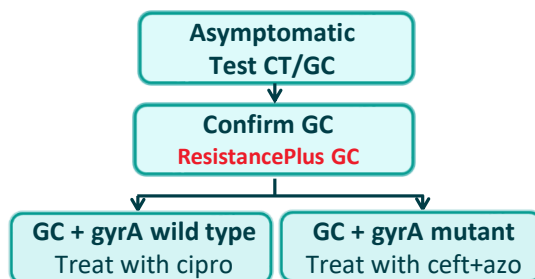 Asymptomatic
Test CT/GC
Confirm GC
ResistancePlus GC
GC + gyrA wild type
Treat with cipro
GC + gyrA mutant
Treat with ceft+azo